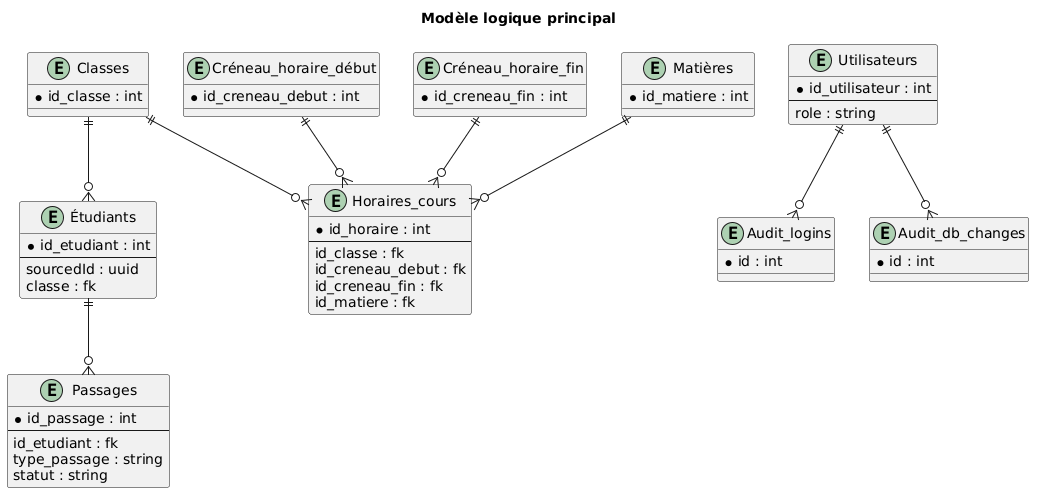 Modèle logique principal
E Classes
id_classe : int
E Créneau_horaire_début
id_creneau_debut : int
E Créneau_horaire_fin
id_creneau_fin : int
E Matières
id_matiere : int
E Utilisateurs
id_utilisateur : int
role : string
E Étudiants
id_etudiant : int
sourcedId : uuid
classe : fk
E Horaires_cours
id_horaire : int
id_classe : fk
id_creneau_debut : fk
id_creneau_fin : fk
id_matiere : fk
E Audit_logins
id : int
E Audit_db_changes
id : int
E Passages
id_passage : int
id_etudiant : fk
type_passage : string
statut : string